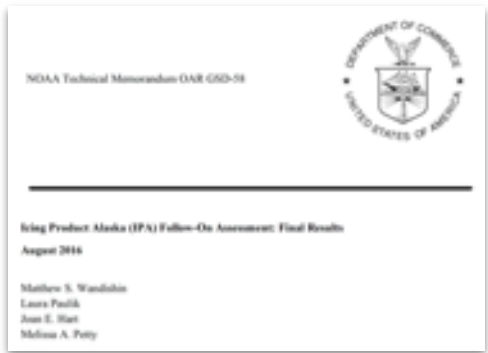 NOAA Technical Memorandum OAR GSD-58
DEPARTMENT OF COMMERCE
UNITED STATES OF AMERICA
Icing Product Alaska (IPA) Follow-On Assessment: Final Results
August 2016
Matthew S. Wandishin
Laura Paulik
Joan E. Hart
Melissa A. Petty